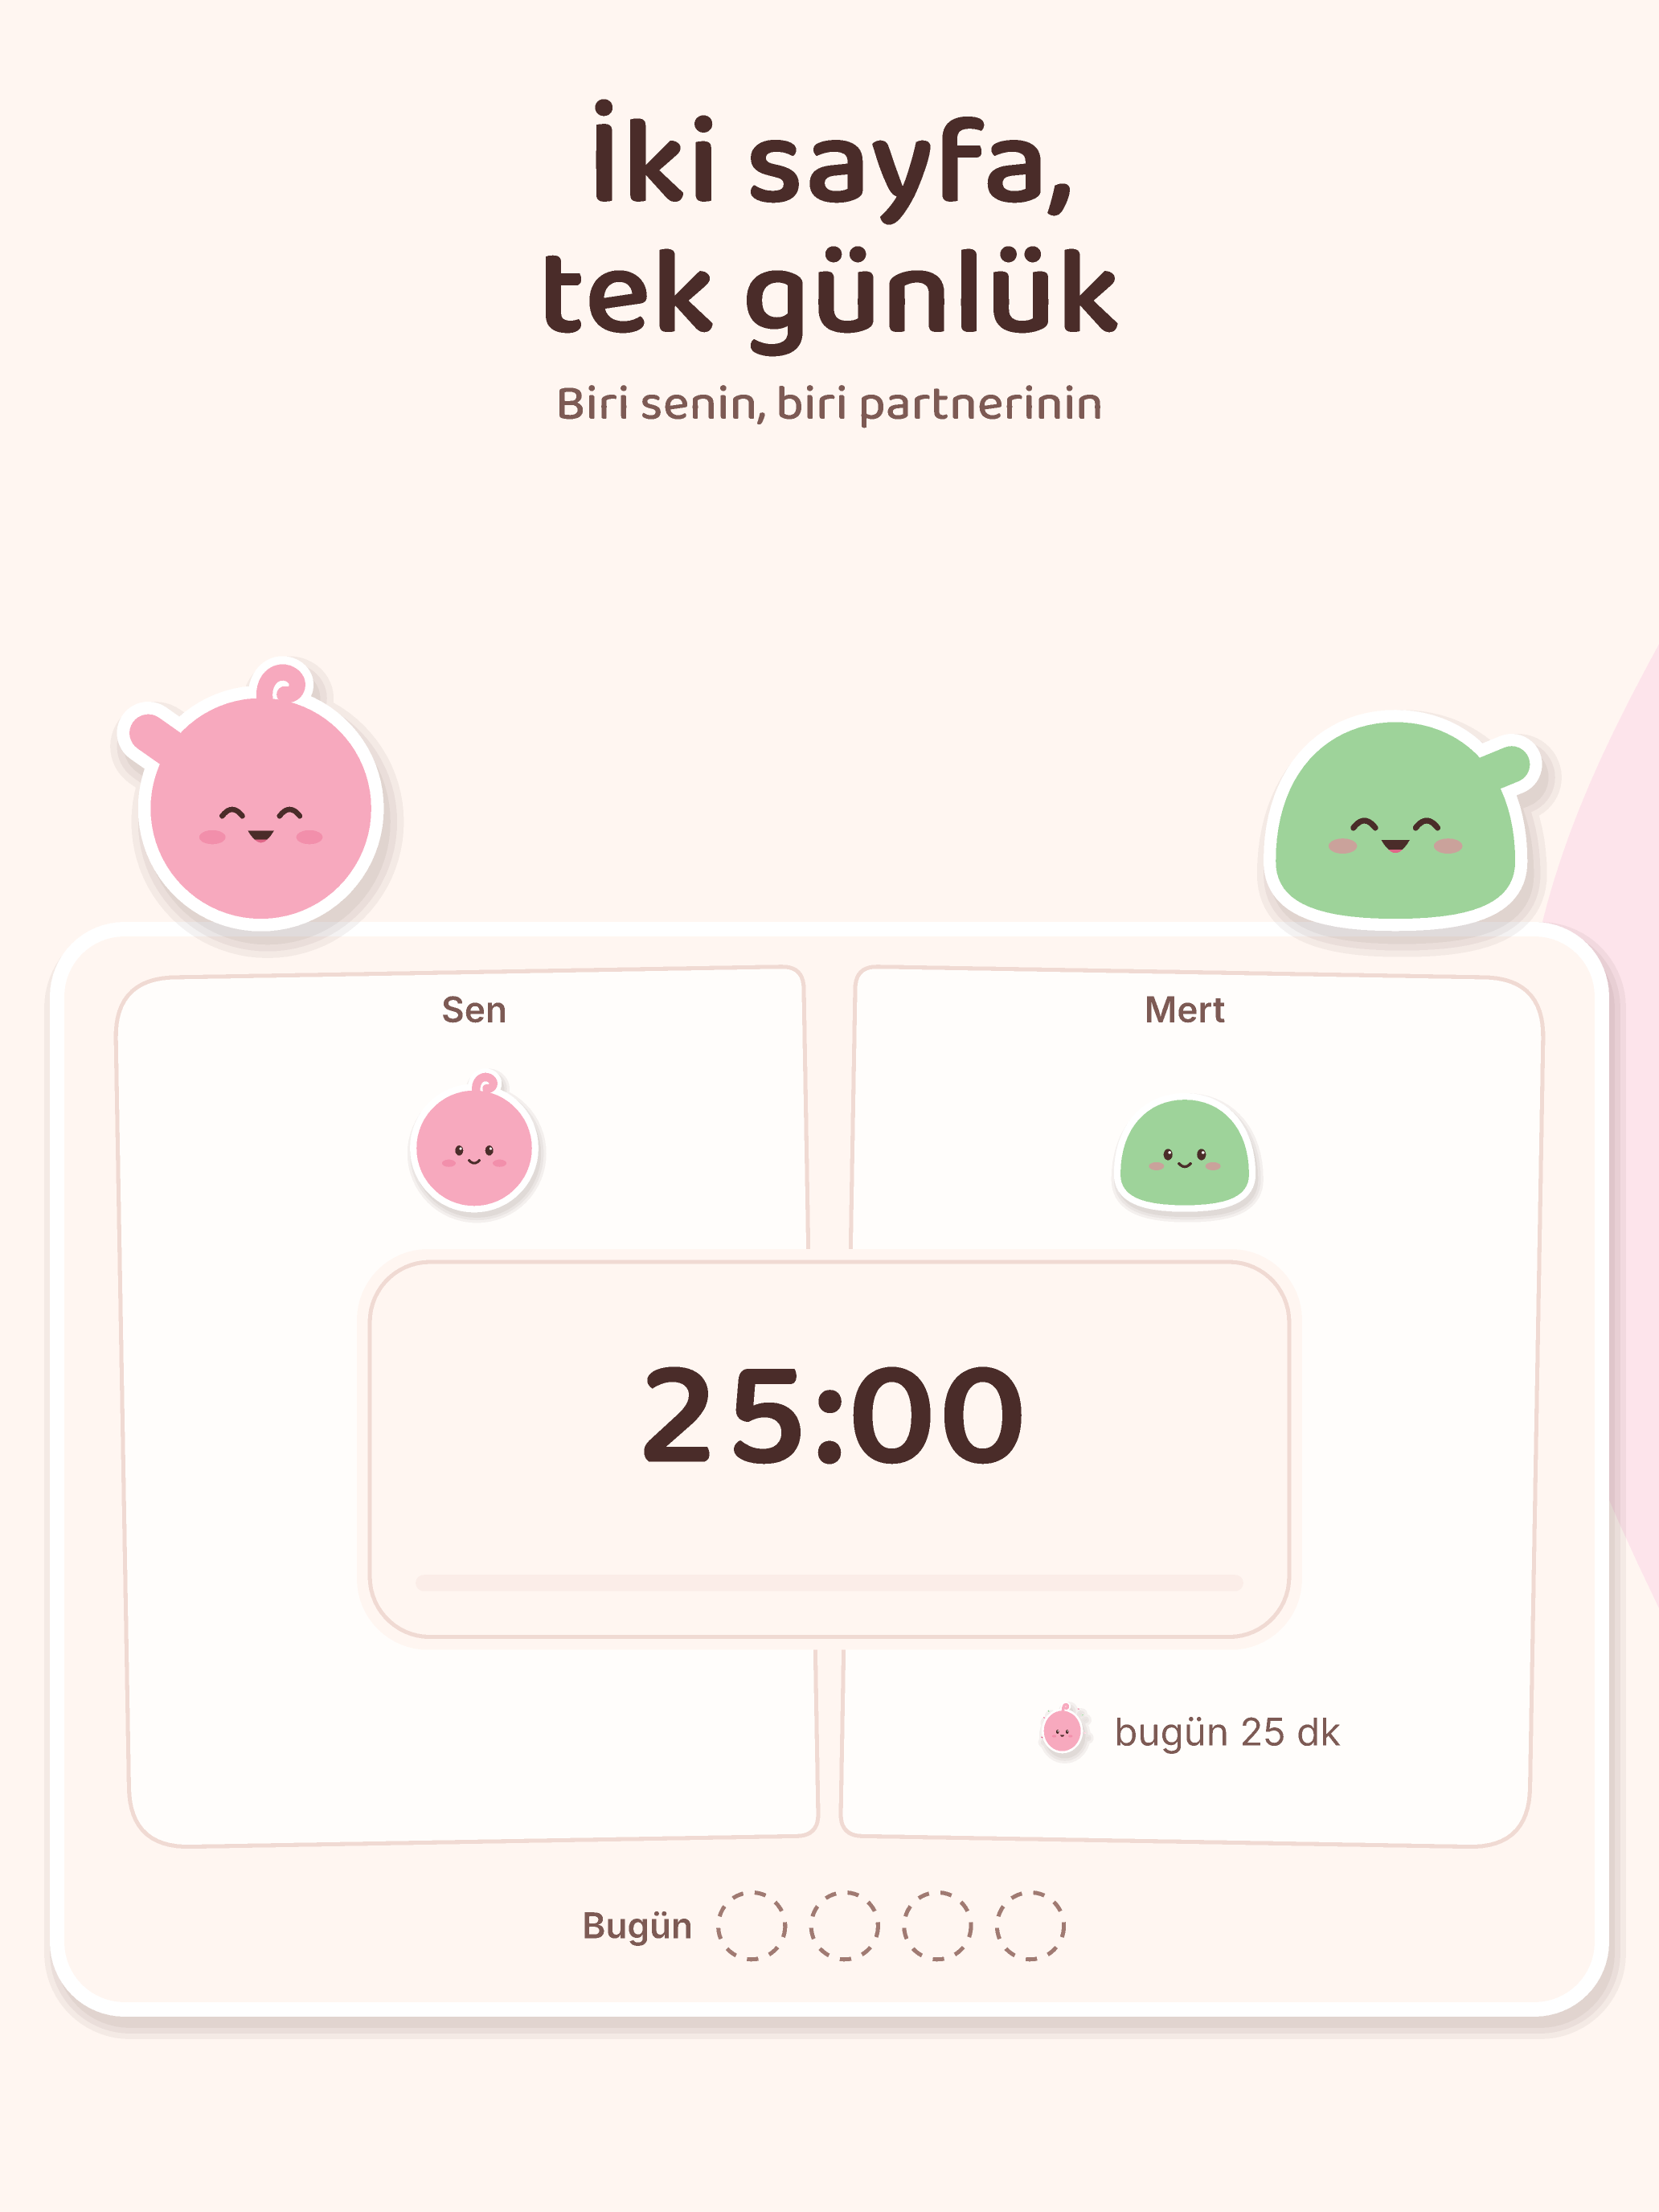 İki sayfa,
tek günlük
Biri senin, biri partnerinin
Sen
Mert
25:00
bugün 25 dk
Bugün